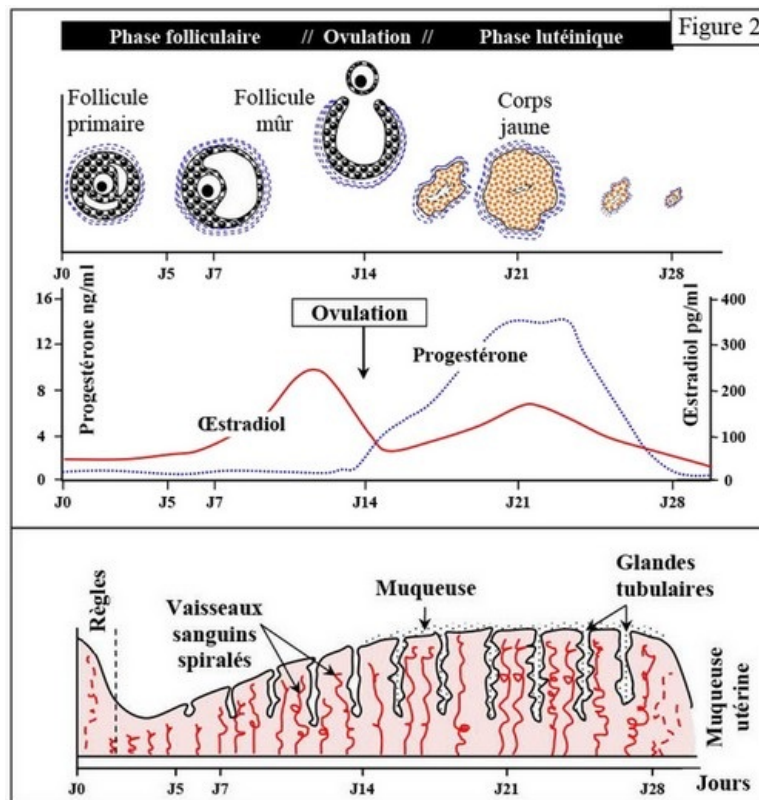 Phase folliculaire // Ovulation // Phase lutéinique
Figure 2
Follicule
primaire
Follicule
mûr
Corps
jaune
J0 J5 J7 J14 J21 J28
Progestérone ng/ml
16
12
8
4
0
Ovulation
Progestérone
Œstradiol
Œstradiol pg/ml
400
300
200
100
0
J0 J5 J7 J14 J21 J28
Règles
Vaisseaux
sanguins
spiralés
Muqueuse
Glandes
tubulaires
Muqueuse
utérine
J0 J5 J7 J14 J21 J28 Jours